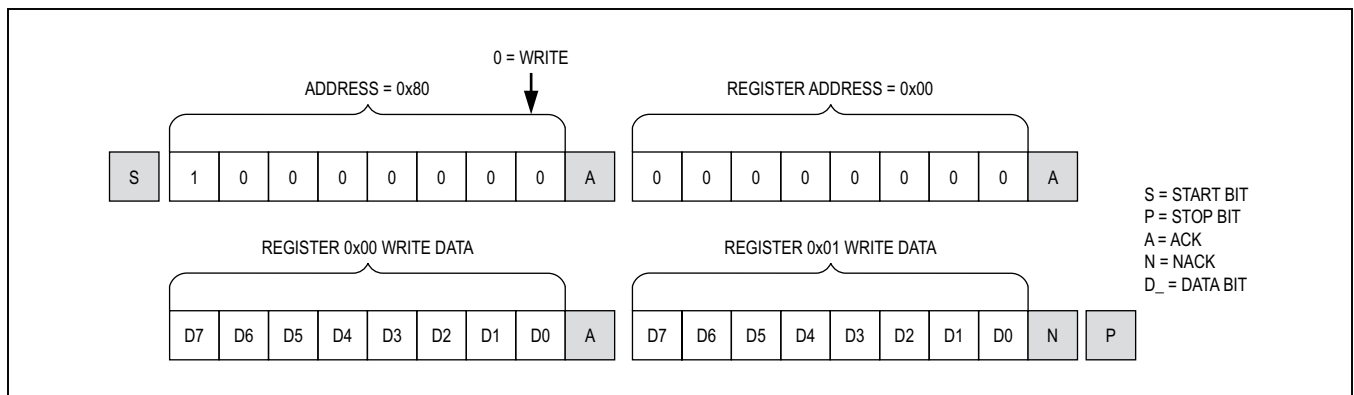 0 = WRITE
ADDRESS = 0x80
REGISTER ADDRESS = 0x00
S 1 0 0 0 0 0 0 0 A 0 0 0 0 0 0 0 0 A
REGISTER 0x00 WRITE DATA
REGISTER 0x01 WRITE DATA
D7 D6 D5 D4 D3 D2 D1 D0 A D7 D6 D5 D4 D3 D2 D1 D0 N P
S = START BIT
P = STOP BIT
A = ACK
N = NACK
D_ = DATA BIT